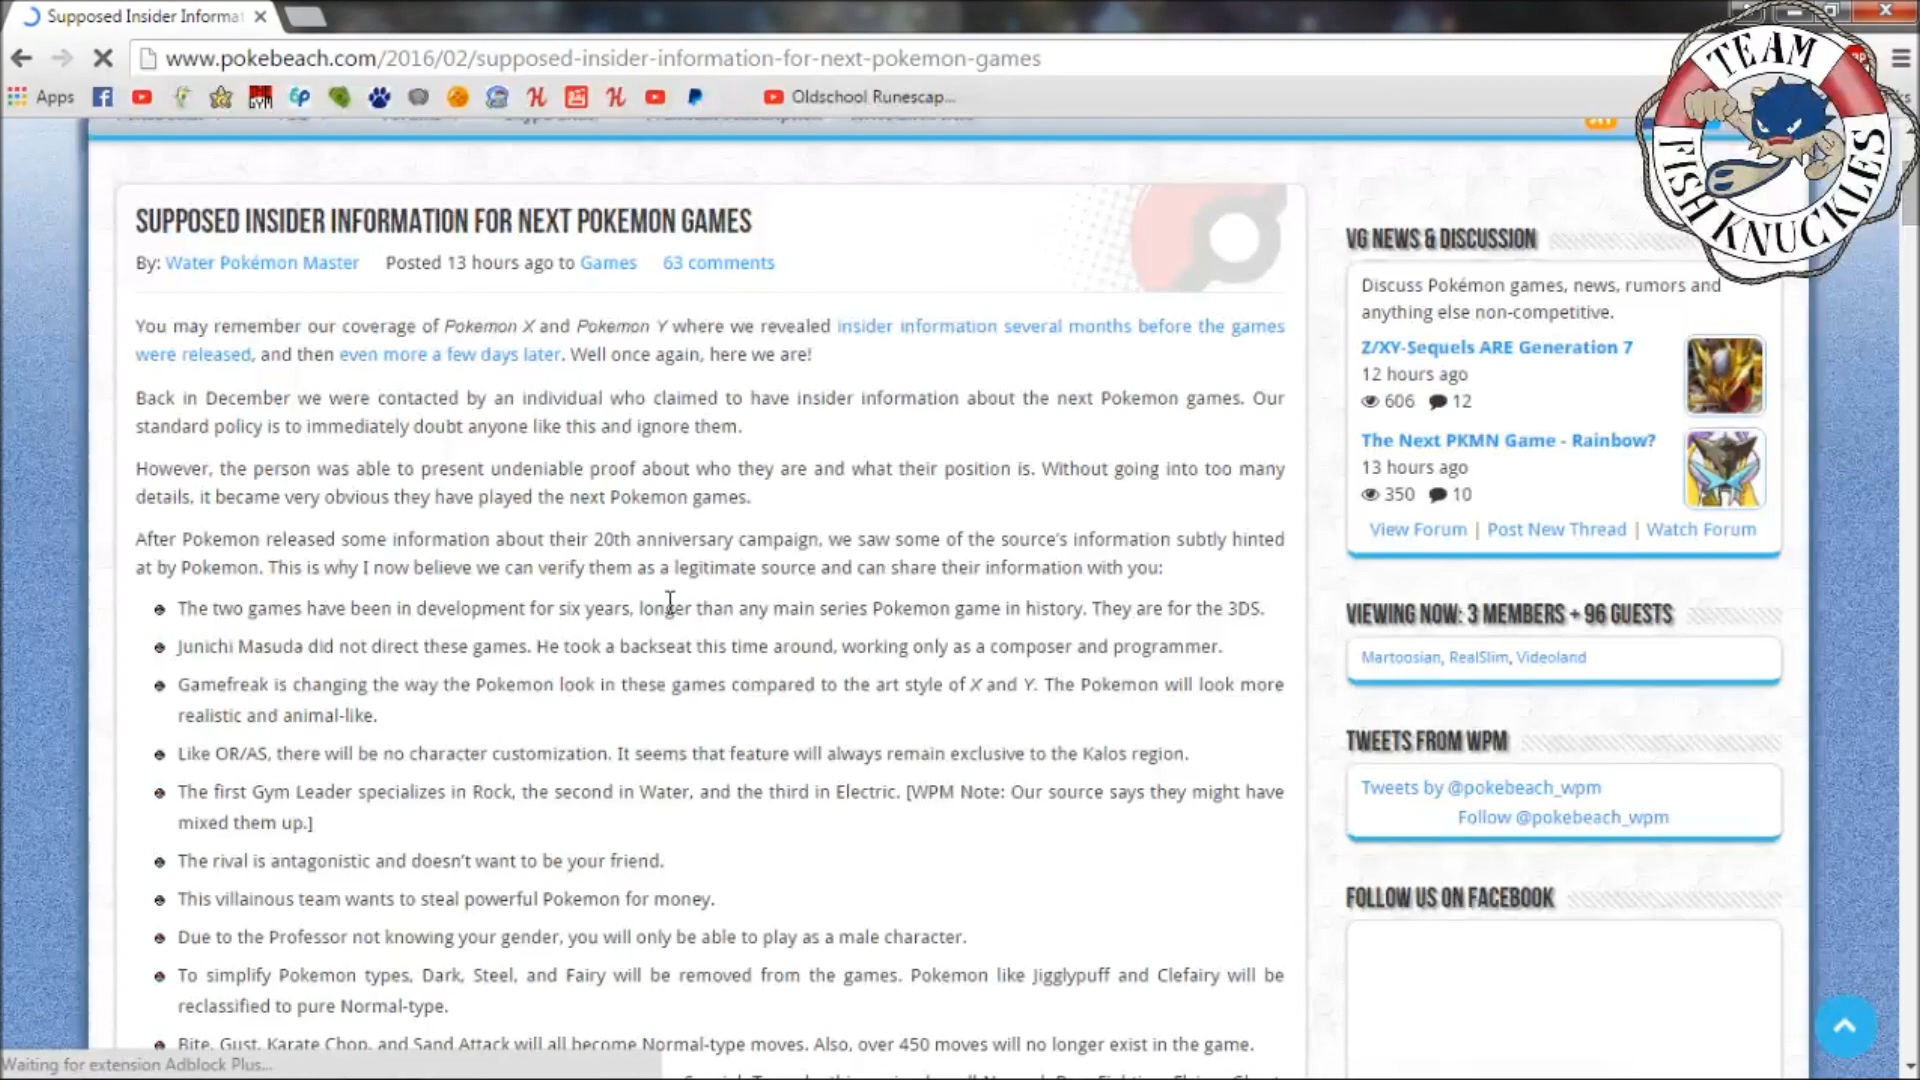 Supposed Insider Informat
www.pokebeach.com/2016/02/supposed-insider-information-for-next-pokemon-games
Apps
Oldschool Runescap...
TEAM
FISH KNUCKLES
SUPPOSED INSIDER INFORMATION FOR NEXT POKEMON GAMES
By: Water Pokémon Master Posted 13 hours ago to Games 63 comments
You may remember our coverage of Pokemon X and Pokemon Y where we revealed insider information several months before the games
were released, and then even more a few days later. Well once again, here we are!
Back in December we were contacted by an individual who claimed to have insider information about the next Pokemon games. Our
standard policy is to immediately doubt anyone like this and ignore them.
However, the person was able to present undeniable proof about who they are and what their position is. Without going into too many
details, it became very obvious they have played the next Pokemon games.
After Pokemon released some information about their 20th anniversary campaign, we saw some of the source's information subtly hinted
at by Pokemon. This is why I now believe we can verify them as a legitimate source and can share their information with you:
The two games have been in development for six years, longer than any main series Pokemon game in history. They are for the 3DS.
Junichi Masuda did not direct these games. He took a backseat this time around, working only as a composer and programmer.
Gamefreak is changing the way the Pokemon look in these games compared to the art style of X and Y. The Pokemon will look more
realistic and animal-like.
Like OR/AS, there will be no character customization. It seems that feature will always remain exclusive to the Kalos region.
The first Gym Leader specializes in Rock, the second in Water, and the third in Electric. [WPM Note: Our source says they might have
mixed them up.]
The rival is antagonistic and doesn't want to be your friend.
This villainous team wants to steal powerful Pokemon for money.
Due to the Professor not knowing your gender, you will only be able to play as a male character.
To simplify Pokemon types, Dark, Steel, and Fairy will be removed from the games. Pokemon like Jigglypuff and Clefairy will be
reclassified to pure Normal-type.
Bite, Gust, Karate Chop, and Sand Attack will all become Normal-type moves. Also, over 450 moves will no longer exist in the game.
Waiting for extension Adblock Plus...
VG NEWS & DISCUSSION
Discuss Pokémon games, news, rumors and
anything else non-competitive.
Z/XY-Sequels ARE Generation 7
12 hours ago
606 12
The Next PKMN Game - Rainbow?
13 hours ago
350 10
View Forum | Post New Thread | Watch Forum
VIEWING NOW: 3 MEMBERS + 96 GUESTS
Martoosian, RealSlim, Videoland
TWEETS FROM WPM
Tweets by @pokebeach_wpm
Follow @pokebeach_wpm
FOLLOW US ON FACEBOOK